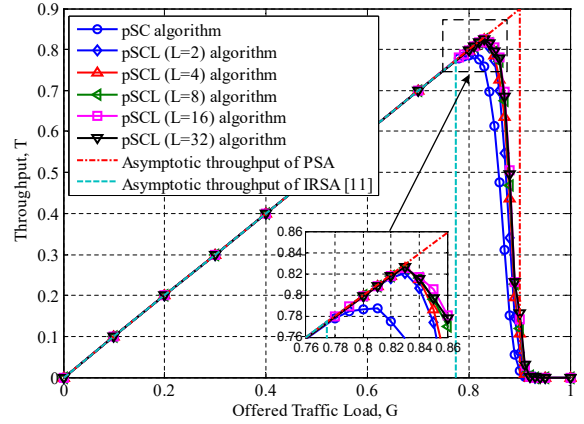 0.9
0.8
0.7
0.6
0.5
0.4
0.3
0.2
0.1
0
Throughput, T
pSC algorithm
pSCL (L=2) algorithm
pSCL (L=4) algorithm
pSCL (L=8) algorithm
pSCL (L=16) algorithm
pSCL (L=32) algorithm
Asymptotic throughput of PSA
Asymptotic throughput of IRSA [11]
0.86
0.84
0.82
0.8
0.78
0.76
0.76 0.78 0.8 0.82 0.84 0.86
0 0.2 0.4 0.6 0.8 1
Offered Traffic Load, G